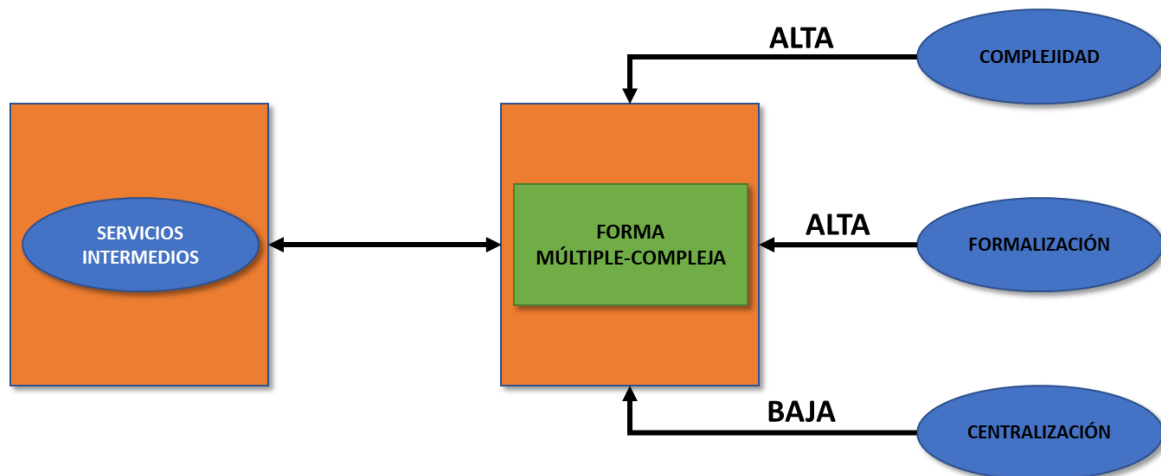 ALTA
COMPLEJIDAD
SERVICIOS
INTERMEDIOS
FORMA
MÚLTIPLE-COMPLEJA
ALTA
FORMALIZACIÓN
BAJA
CENTRALIZACIÓN